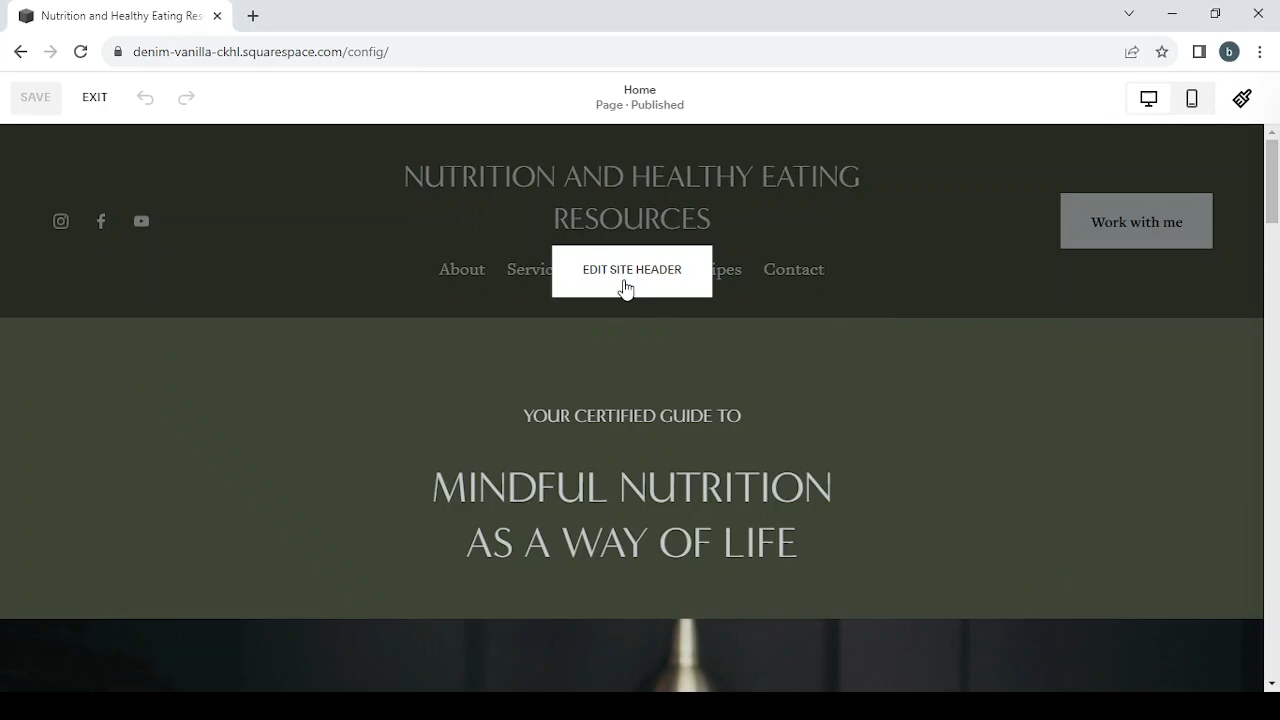 Nutrition and Healthy Eating Res
denim-vanilla-ckhl.squarespace.com/config/
b
SAVE
EXIT
Home
Page · Published
NUTRITION AND HEALTHY EATING
RESOURCES
Work with me
About Servic ipes Contact
EDIT SITE HEADER
YOUR CERTIFIED GUIDE TO
MINDFUL NUTRITION
AS A WAY OF LIFE